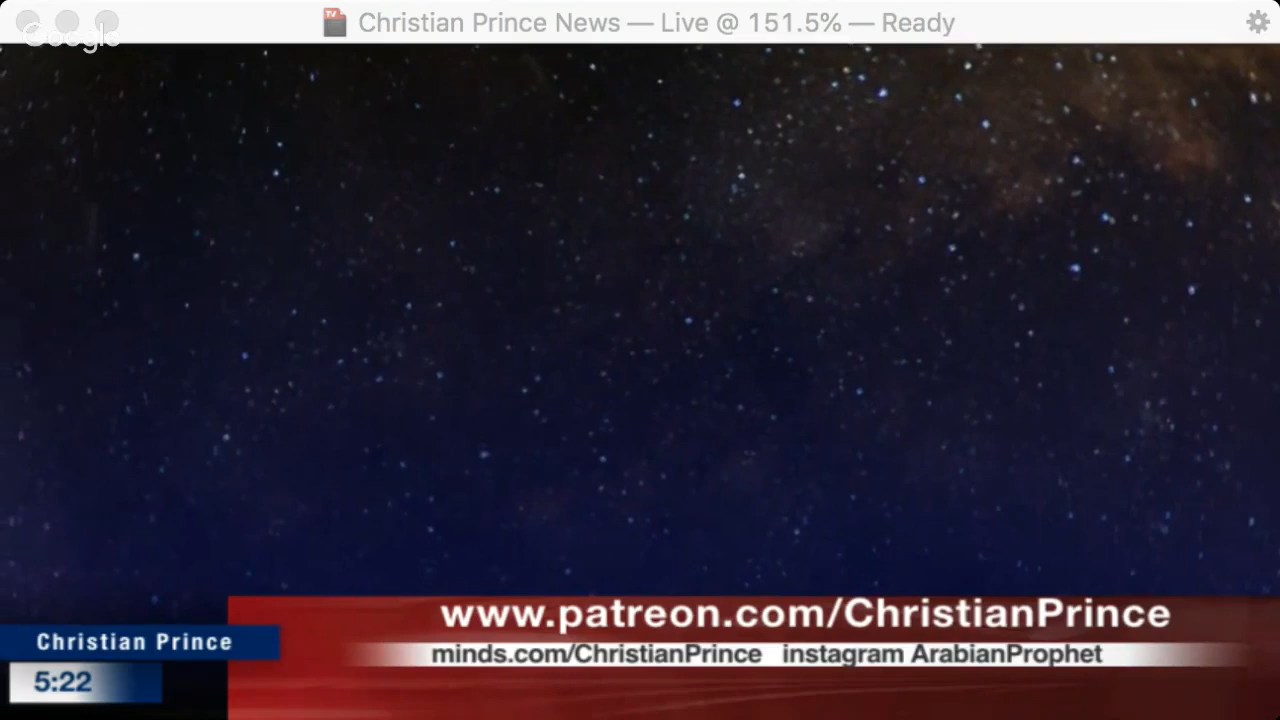 Christian Prince News — Live @ 151.5% — Ready
Google
www.patreon.com/ChristianPrince
Christian Prince
minds.com/ChristianPrince instagram ArabianProphet
5:22